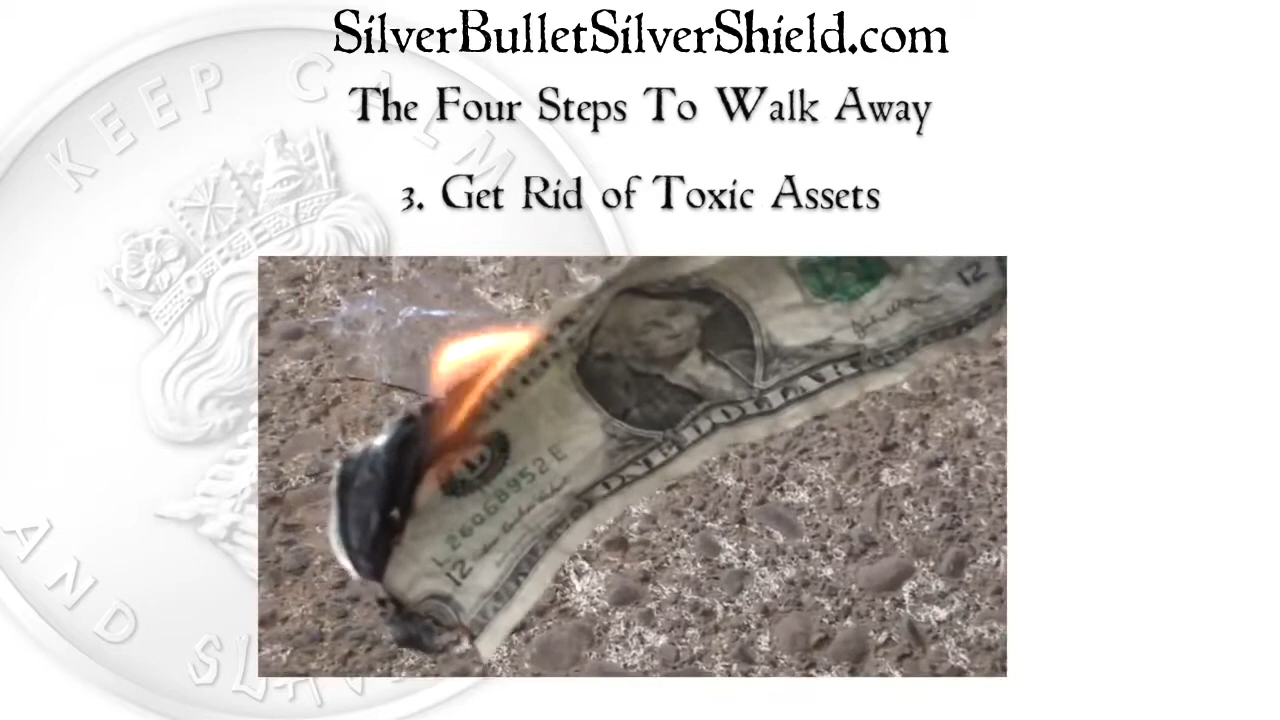 SilverBulletSilverShield.com
The Four Steps To Walk Away
3. Get Rid of Toxic Assets
KEEP CALM
AND SLAV
12
L 26068952 E
12
ONE DOLLAR